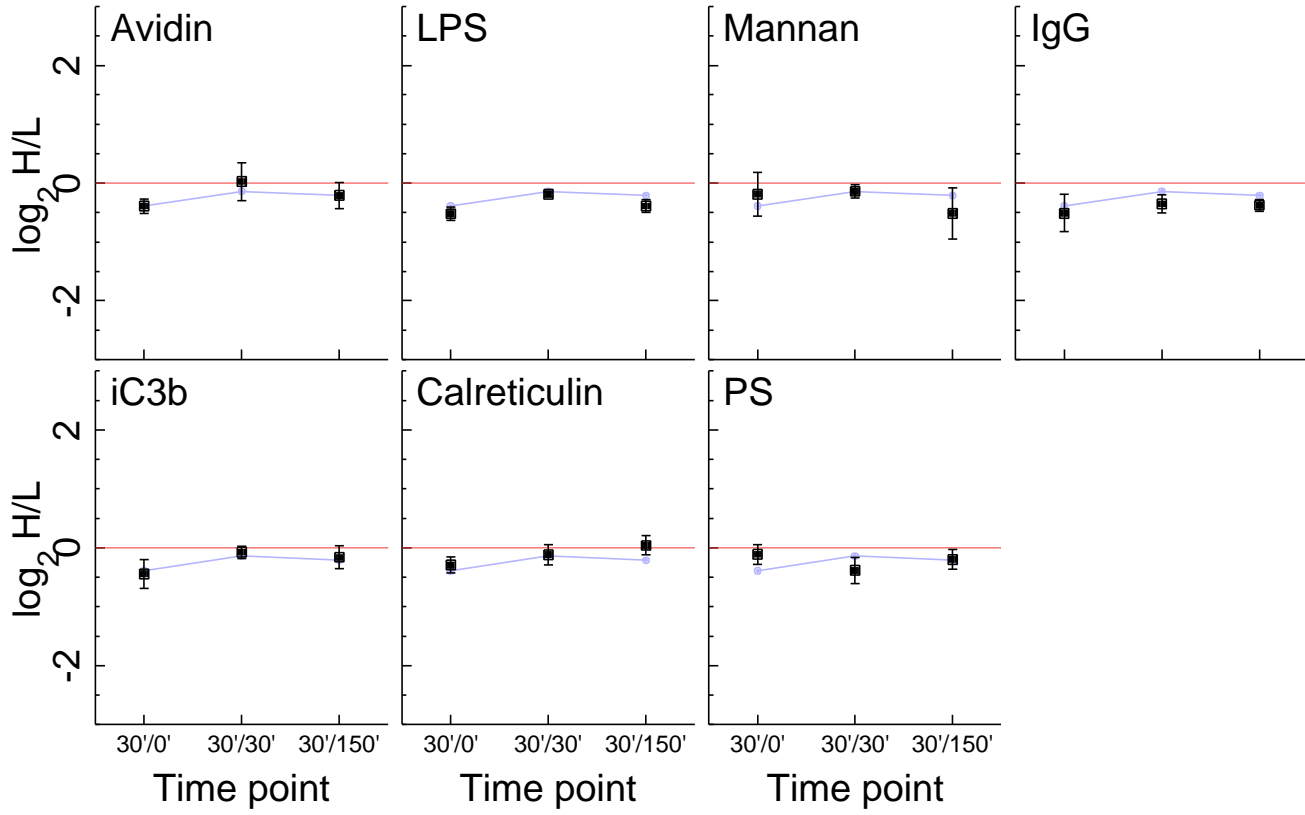 Avidin LPS Mannan IgG
2
0
-2
log2 H/L
iC3b Calreticulin PS
2
0
-2
log2 H/L
30'/0' 30'/30' 30'/150' 30'/0' 30'/30' 30'/150' 30'/0' 30'/30' 30'/150'
Time point Time point Time point